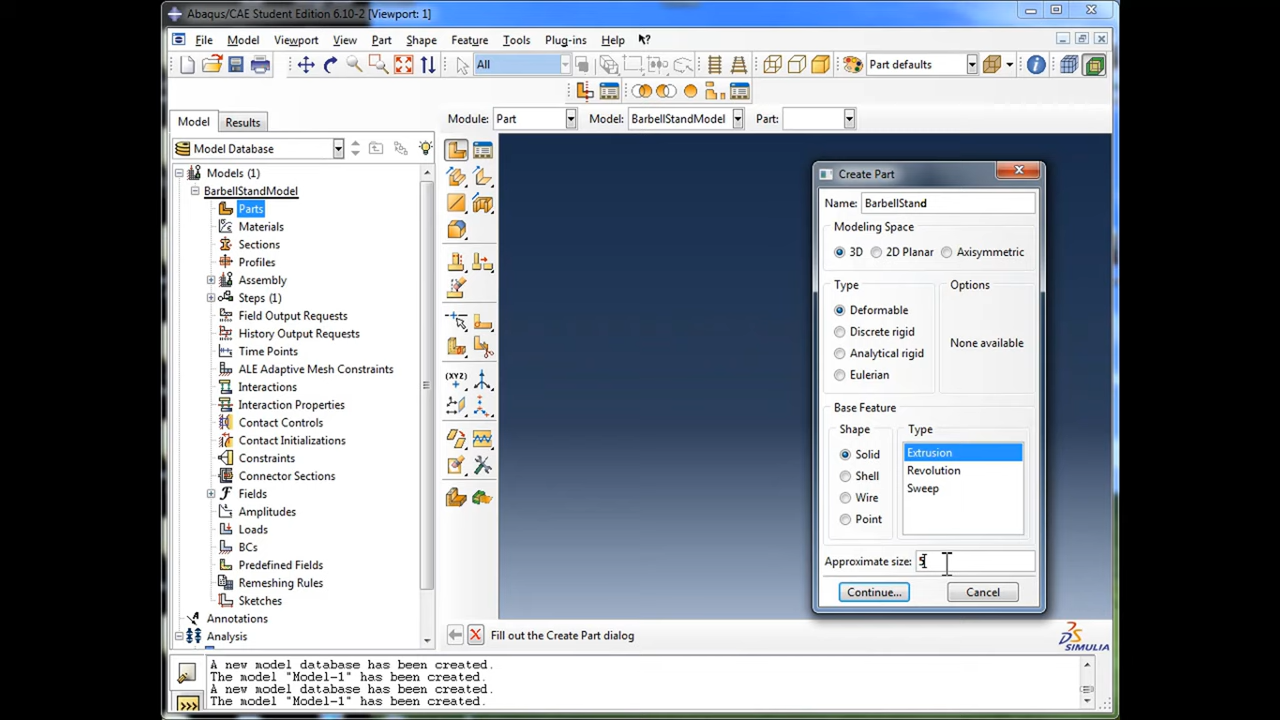 Abaqus/CAE Student Edition 6.10-2 [Viewport: 1]
File Model Viewport View Part Shape Feature Tools Plug-ins Help
All
Part defaults
Model Results
Module: Part Model: BarbellStandModel Part:
Model Database
Models (1)
BarbellStandModel
Parts
Materials
Sections
Profiles
Assembly
Steps (1)
Field Output Requests
History Output Requests
Time Points
ALE Adaptive Mesh Constraints
Interactions
Interaction Properties
Contact Controls
Contact Initializations
Constraints
Connector Sections
Fields
Amplitudes
Loads
BCs
Predefined Fields
Remeshing Rules
Sketches
Annotations
Analysis
(XYZ)
Create Part
Name: BarbellStand
Modeling Space
3D 2D Planar Axisymmetric
Type Options
Deformable
Discrete rigid
Analytical rigid
Eulerian
None available
Base Feature
Shape Type
Solid
Shell
Wire
Point
Extrusion
Revolution
Sweep
Approximate size: 5
Continue... Cancel
Fill out the Create Part dialog
SIMULIA
A new model database has been created.
The model "Model-1" has been created.
A new model database has been created.
The model "Model-1" has been created.
>>>